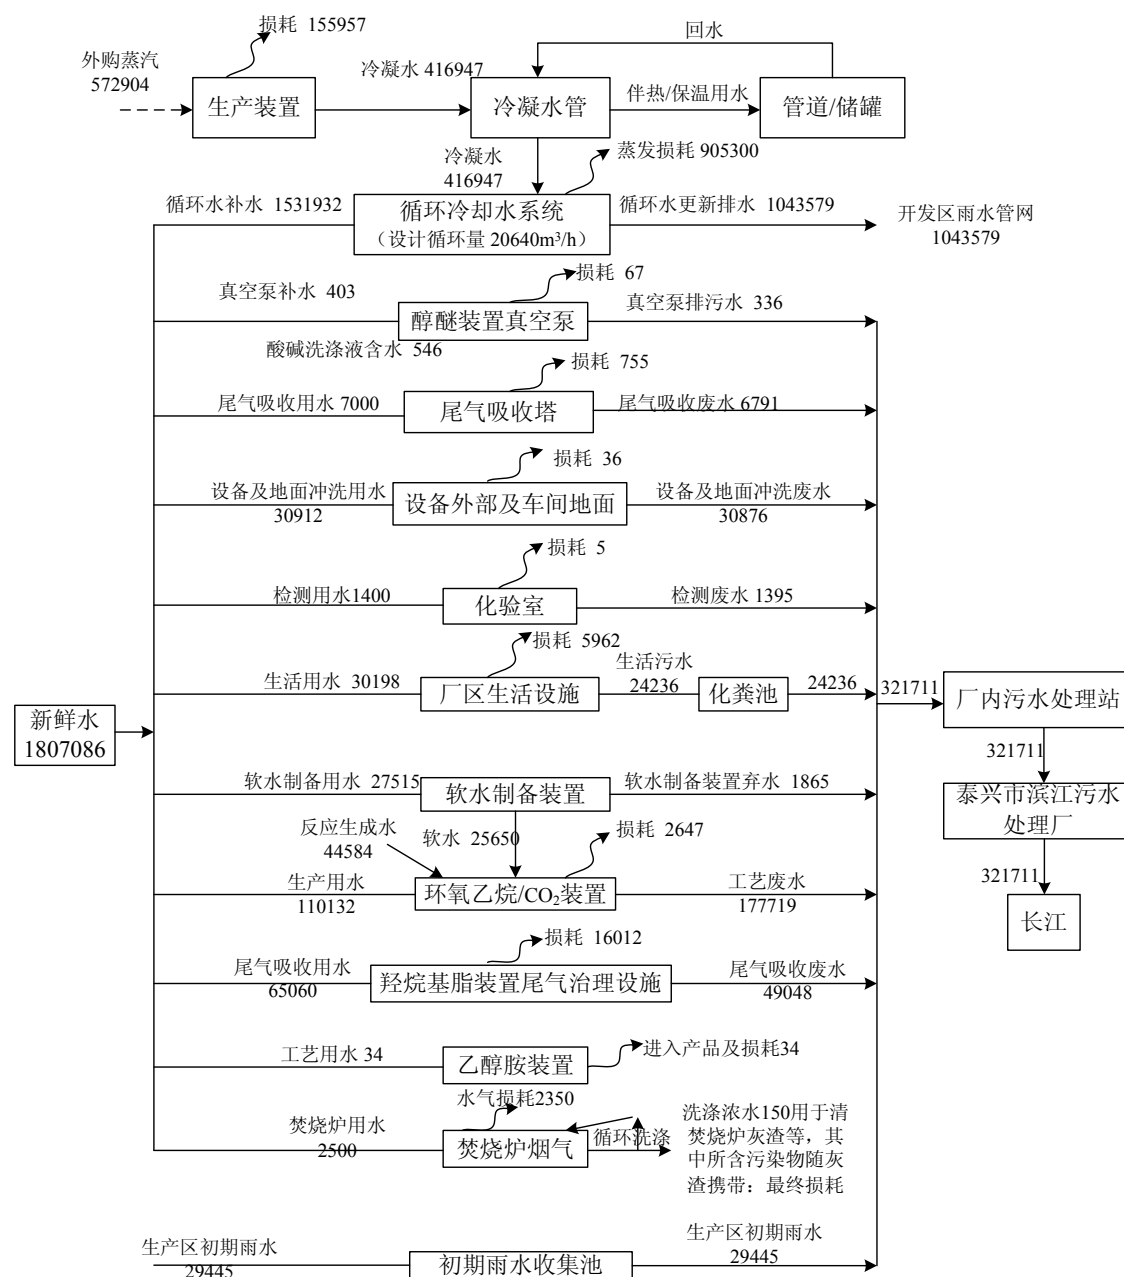 损耗 155957
外购蒸汽
572904
生产装置
冷凝水 416947
冷凝水管
回水
伴热/保温用水
管道/储罐
冷凝水
416947
蒸发损耗 905300
循环水补水 1531932
循环冷却水系统
（设计循环量 20640m³/h）
循环水更新排水 1043579
开发区雨水管网
1043579
真空泵补水 403
损耗 67
醇醚装置真空泵
真空泵排污水 336
酸碱洗涤液含水 546
损耗 755
尾气吸收用水 7000
尾气吸收塔
尾气吸收废水 6791
损耗 36
设备及地面冲洗用水
30912
设备外部及车间地面
设备及地面冲洗废水
30876
损耗 5
检测用水1400
化验室
检测废水 1395
损耗 5962
生活用水 30198
厂区生活设施
生活污水
24236
化粪池
24236
321711
厂内污水处理站
新鲜水
1807086
321711
软水制备用水 27515
软水制备装置
软水制备装置弃水 1865
泰兴市滨江污水
处理厂
反应生成水
44584
软水 25650
损耗 2647
生产用水
110132
环氧乙烷/CO₂装置
工艺废水
177719
321711
长江
损耗 16012
尾气吸收用水
65060
羟烷基脂装置尾气治理设施
尾气吸收废水
49048
工艺用水 34
乙醇胺装置
进入产品及损耗34
水气损耗2350
焚烧炉用水
2500
焚烧炉烟气
循环洗涤
洗涤浓水150用于清
焚烧炉灰渣等，其
中所含污染物随灰
渣携带：最终损耗
生产区初期雨水
29445
初期雨水收集池
生产区初期雨水
29445